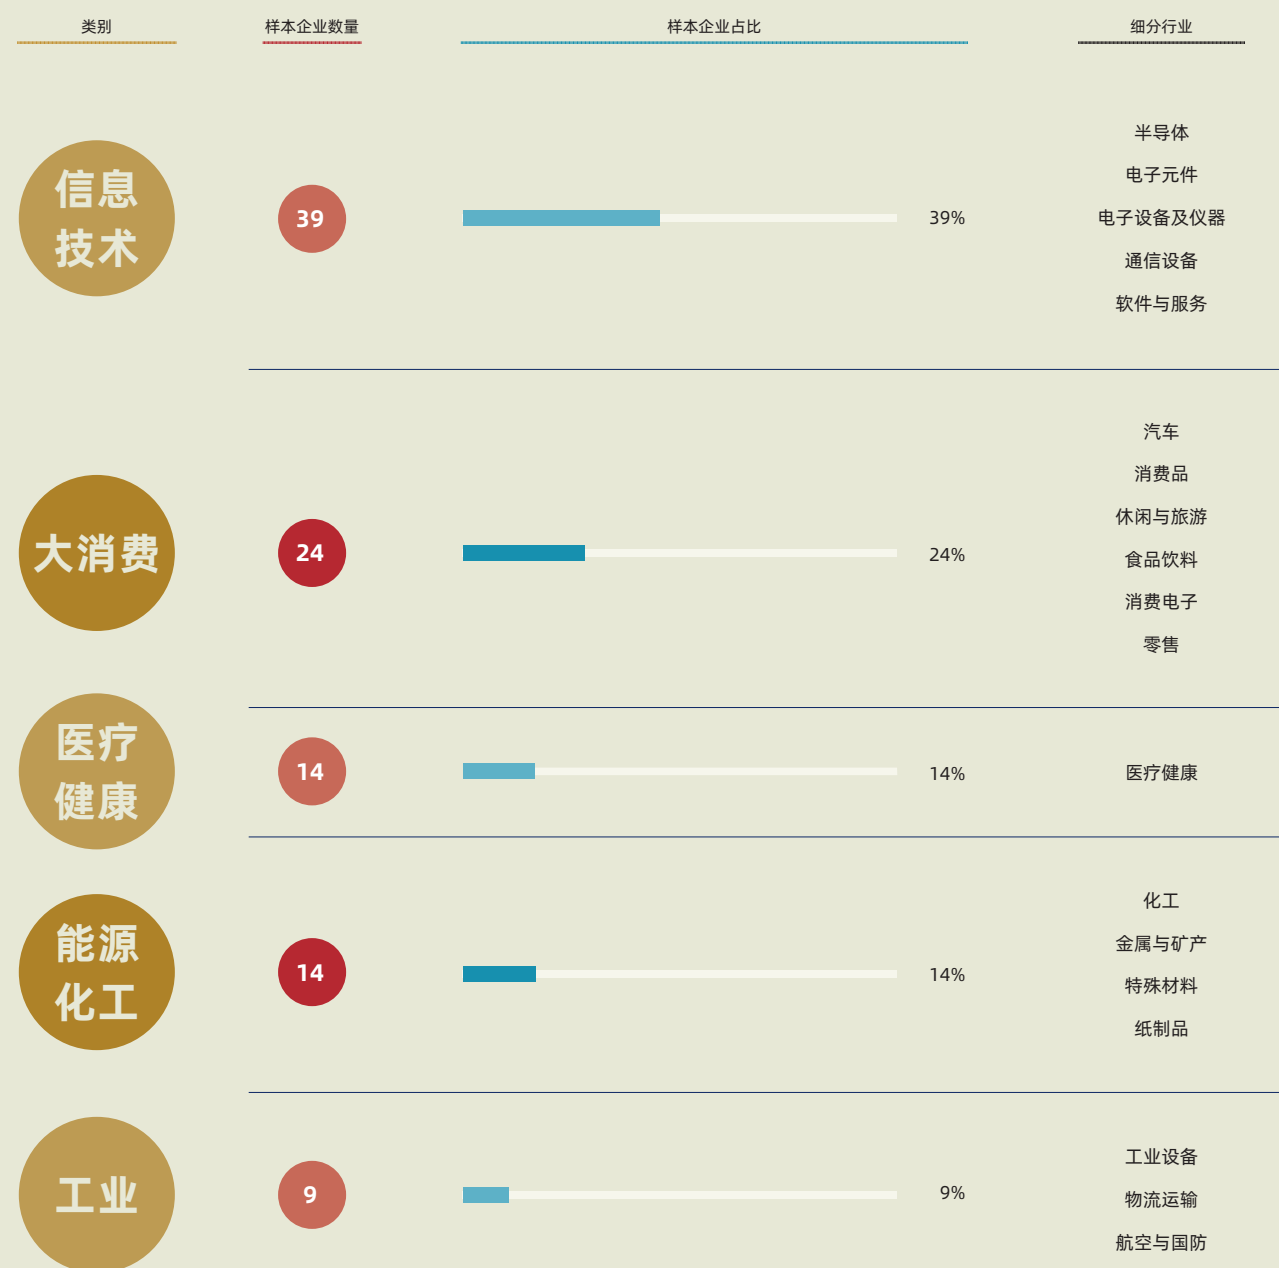 类别 样本企业数量 样本企业占比 细分行业
信息
技术
39
39%
半导体
电子元件
电子设备及仪器
通信设备
软件与服务
大消费
24
24%
汽车
消费品
休闲与旅游
食品饮料
消费电子
零售
医疗
健康
14
14%
医疗健康
能源
化工
14
14%
化工
金属与矿产
特殊材料
纸制品
工业
9
9%
工业设备
物流运输
航空与国防